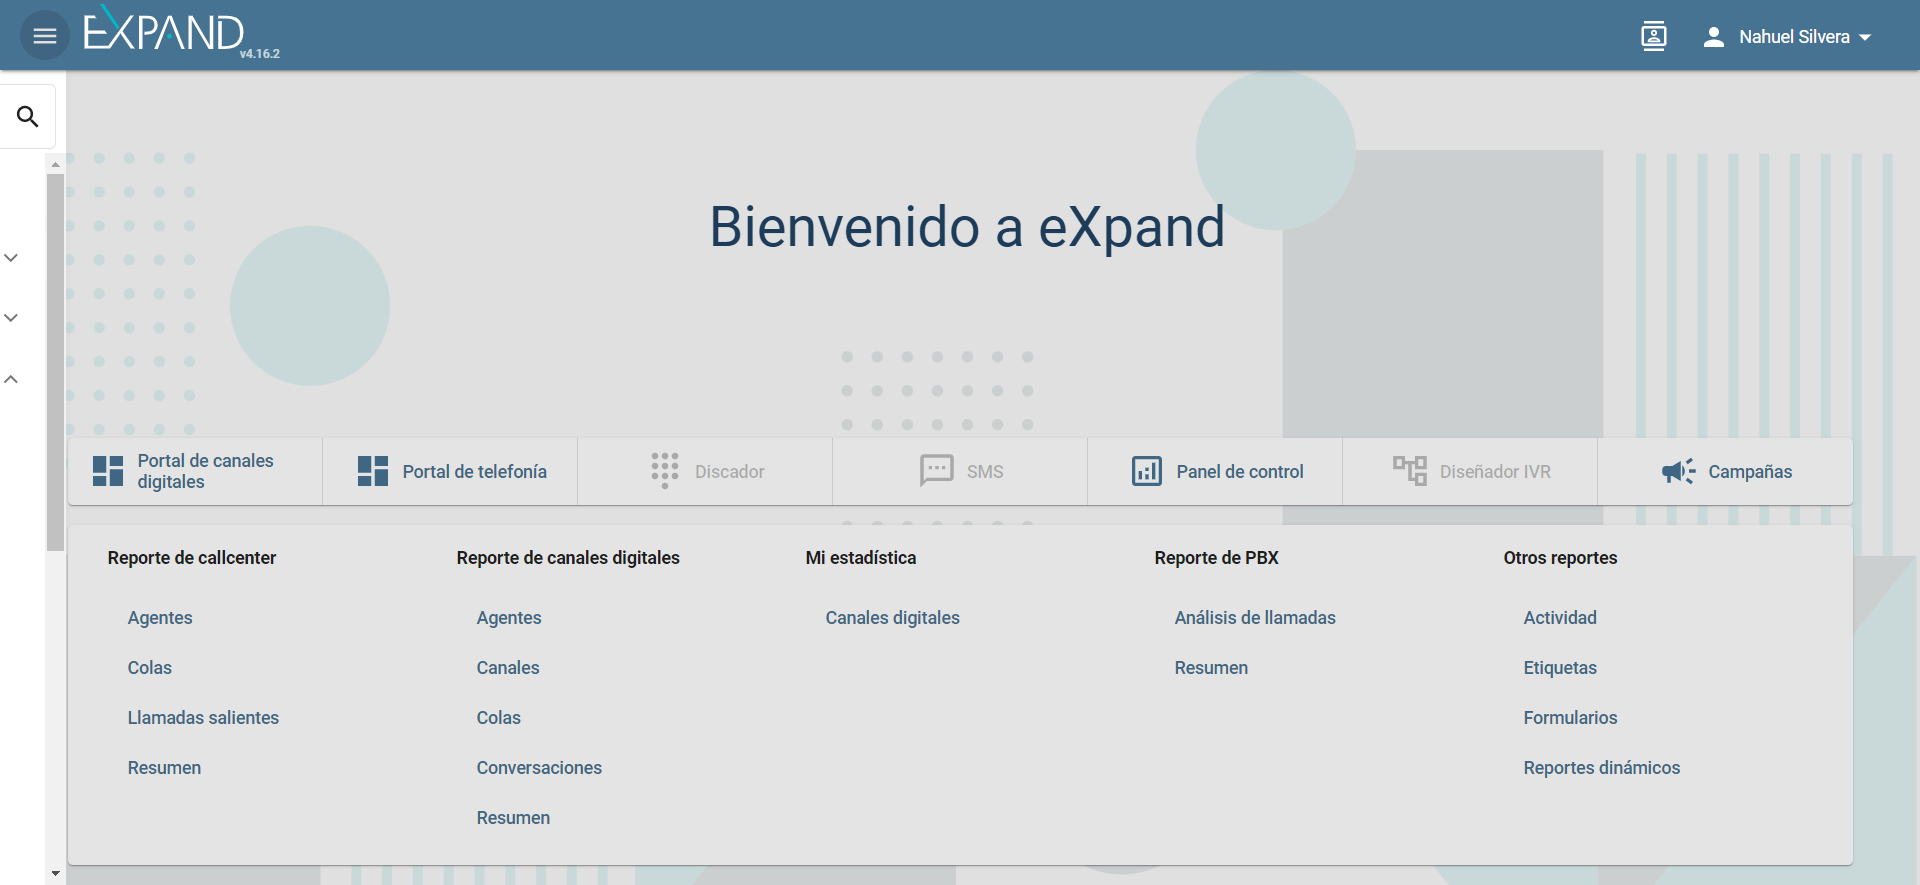 EXPAND
v4.16.2
Nahuel Silvera
Bienvenido a eXpand
Portal de canales
digitales
Portal de telefonía
Discador
SMS
Panel de control
Diseñador IVR
Campañas
Reporte de callcenter
Agentes
Colas
Llamadas salientes
Resumen
Reporte de canales digitales
Agentes
Canales
Colas
Conversaciones
Resumen
Mi estadística
Canales digitales
Reporte de PBX
Análisis de llamadas
Resumen
Otros reportes
Actividad
Etiquetas
Formularios
Reportes dinámicos